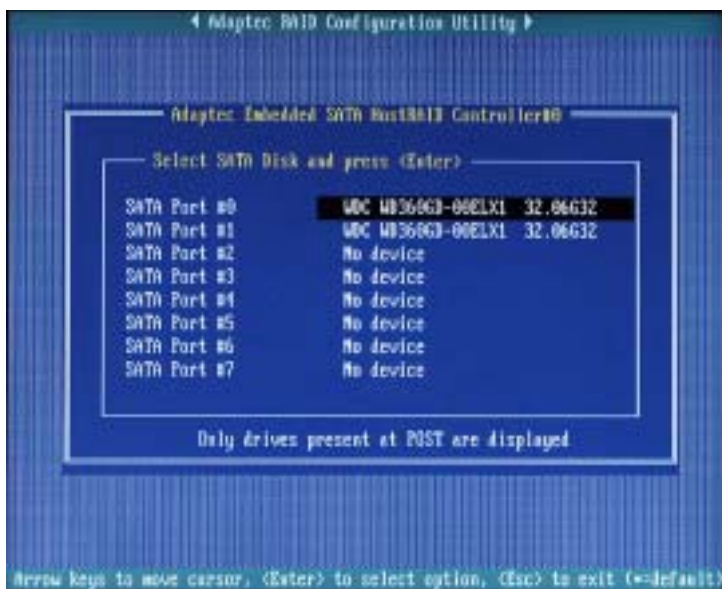 Adaptec RAID Configuration Utility
Adaptec Embedded SATA HostRAID Controller#0
Select SATA Disk and press <Enter>
SATA Port #0 WDC WD360GD-00ELX1 32.06G32
SATA Port #1 WDC WD360GD-00ELX1 32.06G32
SATA Port #2 No device
SATA Port #3 No device
SATA Port #4 No device
SATA Port #5 No device
SATA Port #6 No device
SATA Port #7 No device
Only drives present at POST are displayed
Arrow keys to move cursor, <Enter> to select option, <Esc> to exit (*=default)